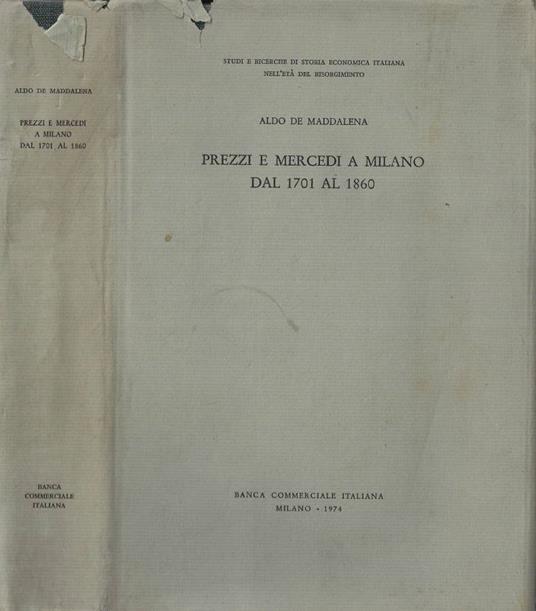 ALDO DE MADDALENA
PREZZI E MERCEDI
A MILANO
DAL 1701 AL 1860
BANCA
COMMERCIALE
ITALIANA
STUDI E RICERCHE DI STORIA ECONOMICA ITALIANA
NELL'ETÀ DEL RISORGIMENTO
ALDO DE MADDALENA
PREZZI E MERCEDI A MILANO
DAL 1701 AL 1860
BANCA COMMERCIALE ITALIANA
MILANO - 1974